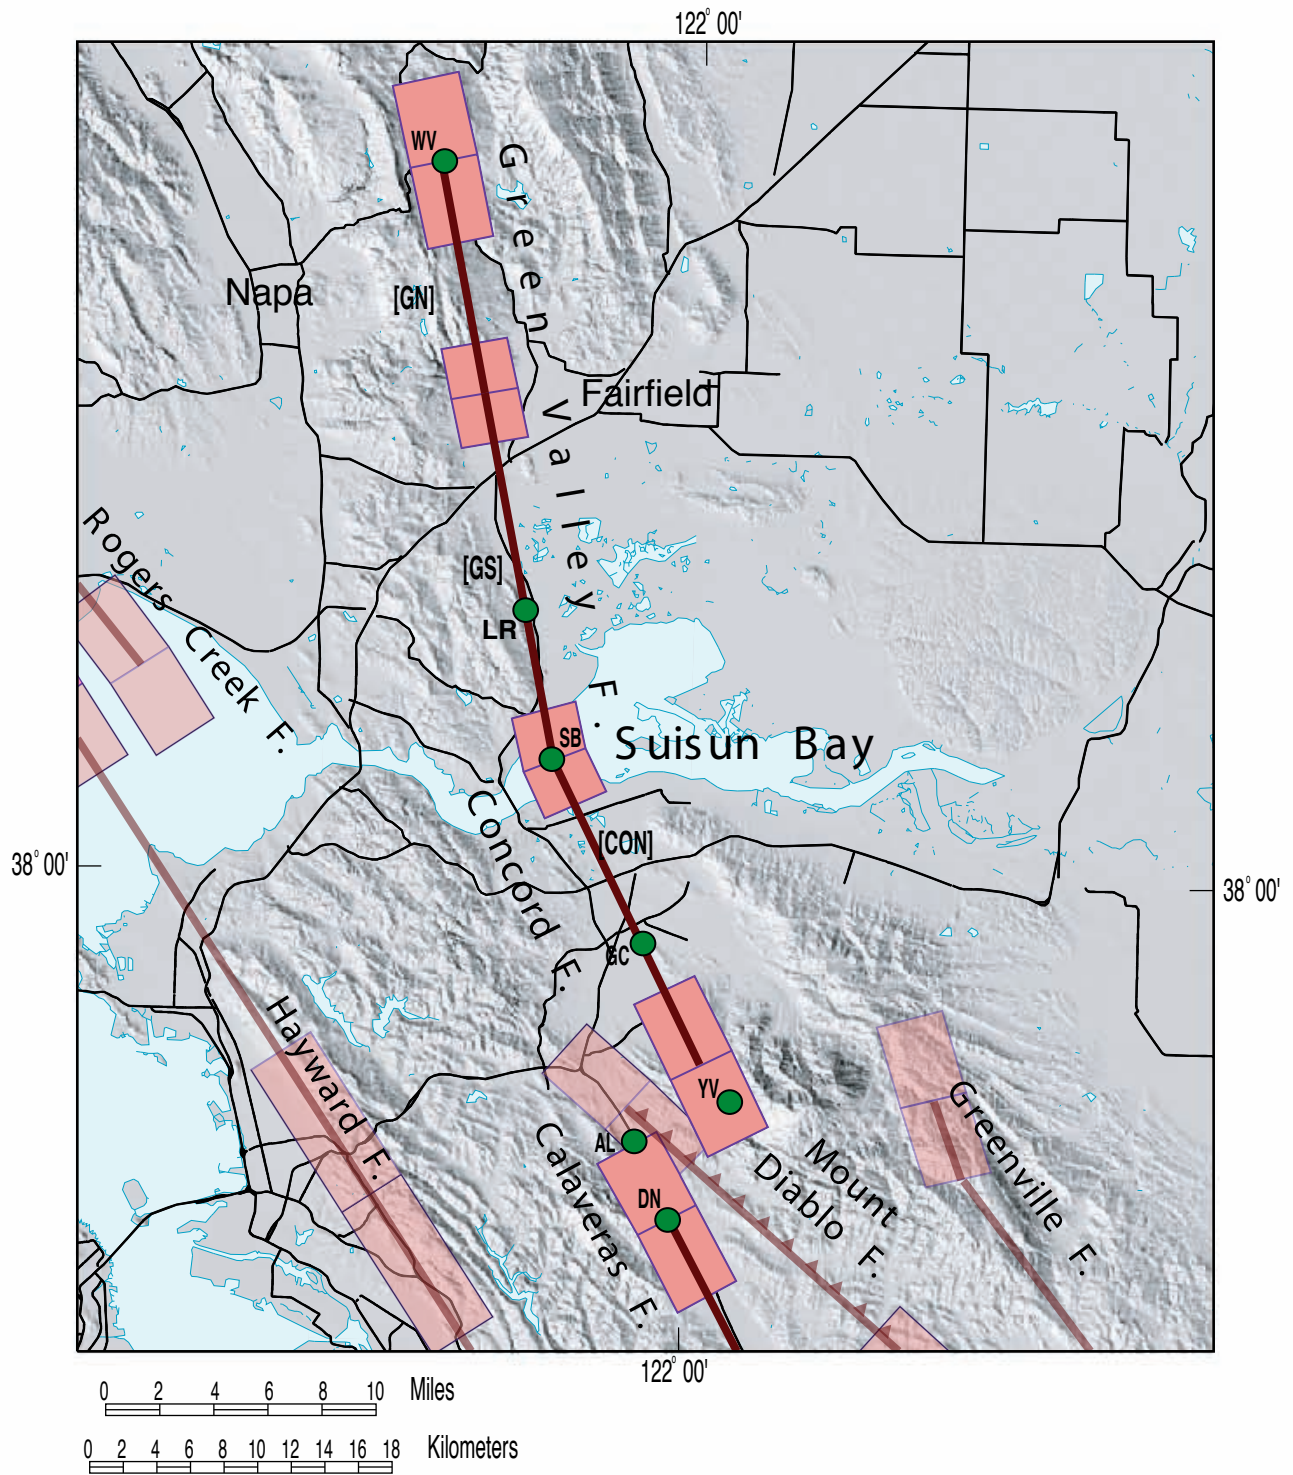 122° 00'
WV
Green Valley F.
Napa
[GN]
Fairfield
Rogers Creek F.
[GS]
LR
SB
Suisun Bay
Concord F.
[CON]
38° 00'
38° 00'
GC
Hayward F.
YV
AL
Calaveras F.
DN
Mount
Diablo F.
Greenville F.
122° 00'
0 2 4 6 8 10 Miles
0 2 4 6 8 10 12 14 16 18 Kilometers